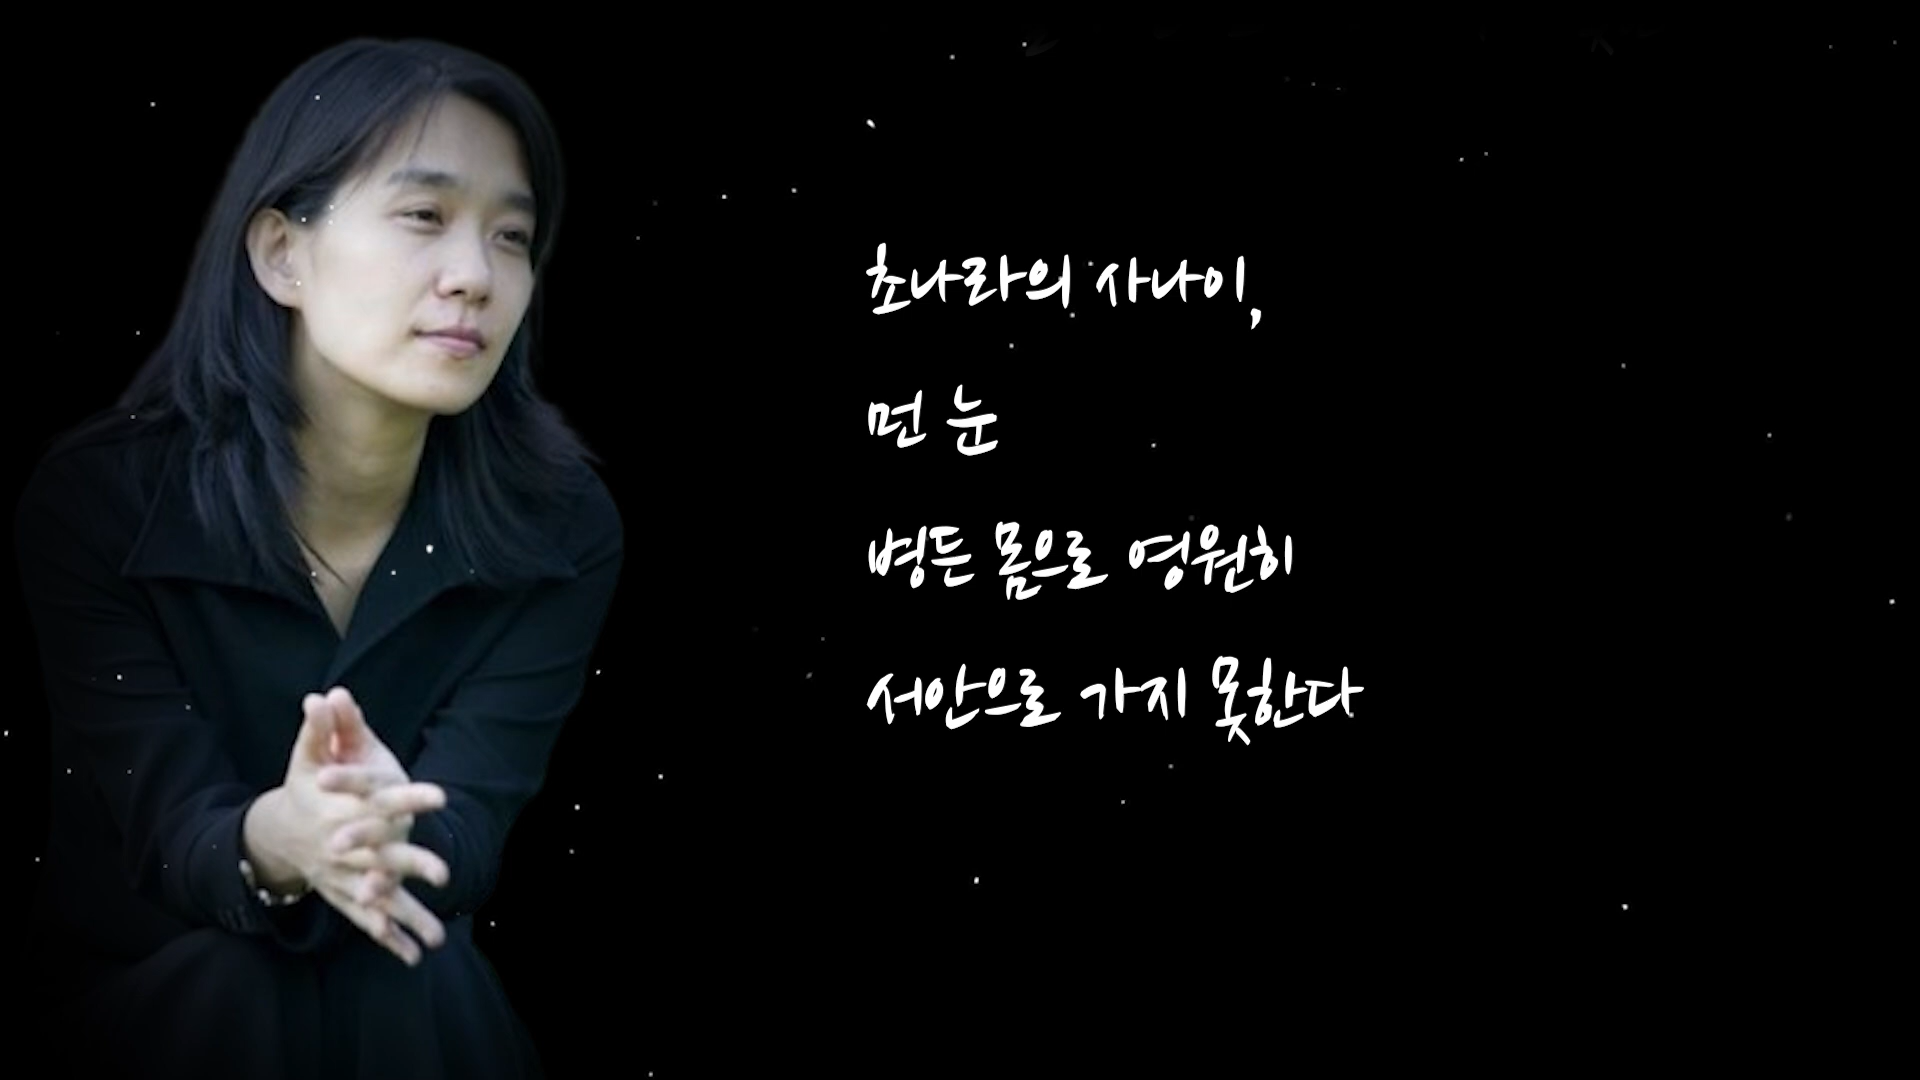 초나라의 사나이,
먼 눈
병든 몸으로 영원히
서안으로 가지 못한다